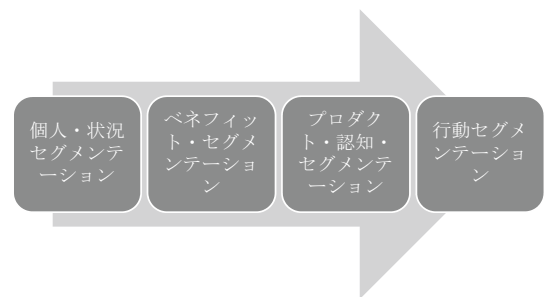 個人・状況
セグメンテ
ーション
ベネフィッ
ト・セグメ
ンテーショ
ン
プロダク
ト・認知・
セグメンテ
ーション
行動セグメ
ンテーショ
ン